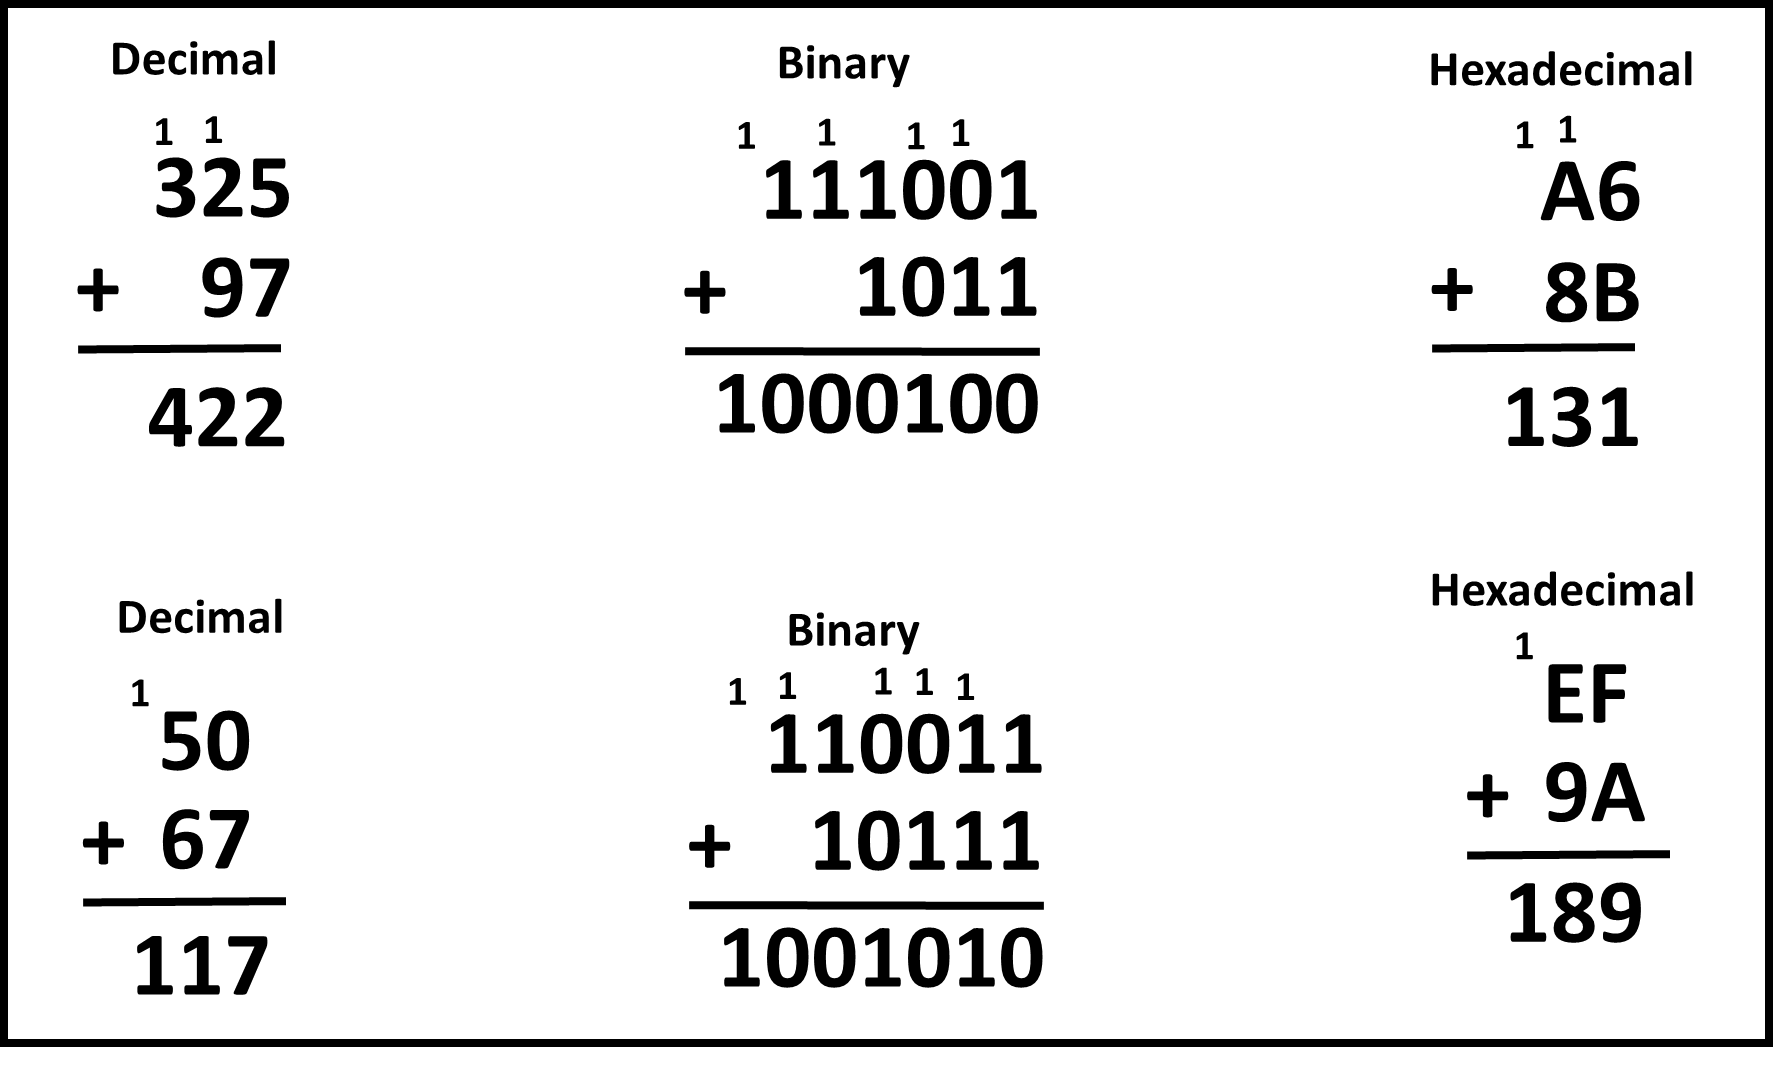 Decimal
1 1
325
+ 97
422
Binary
1 1 1 1
111001
+ 1011
1000100
Hexadecimal
1 1
A6
+ 8B
131
Decimal
1
50
+ 67
117
Binary
1 1 1 1 1
110011
+ 10111
1001010
Hexadecimal
1
EF
+ 9A
189